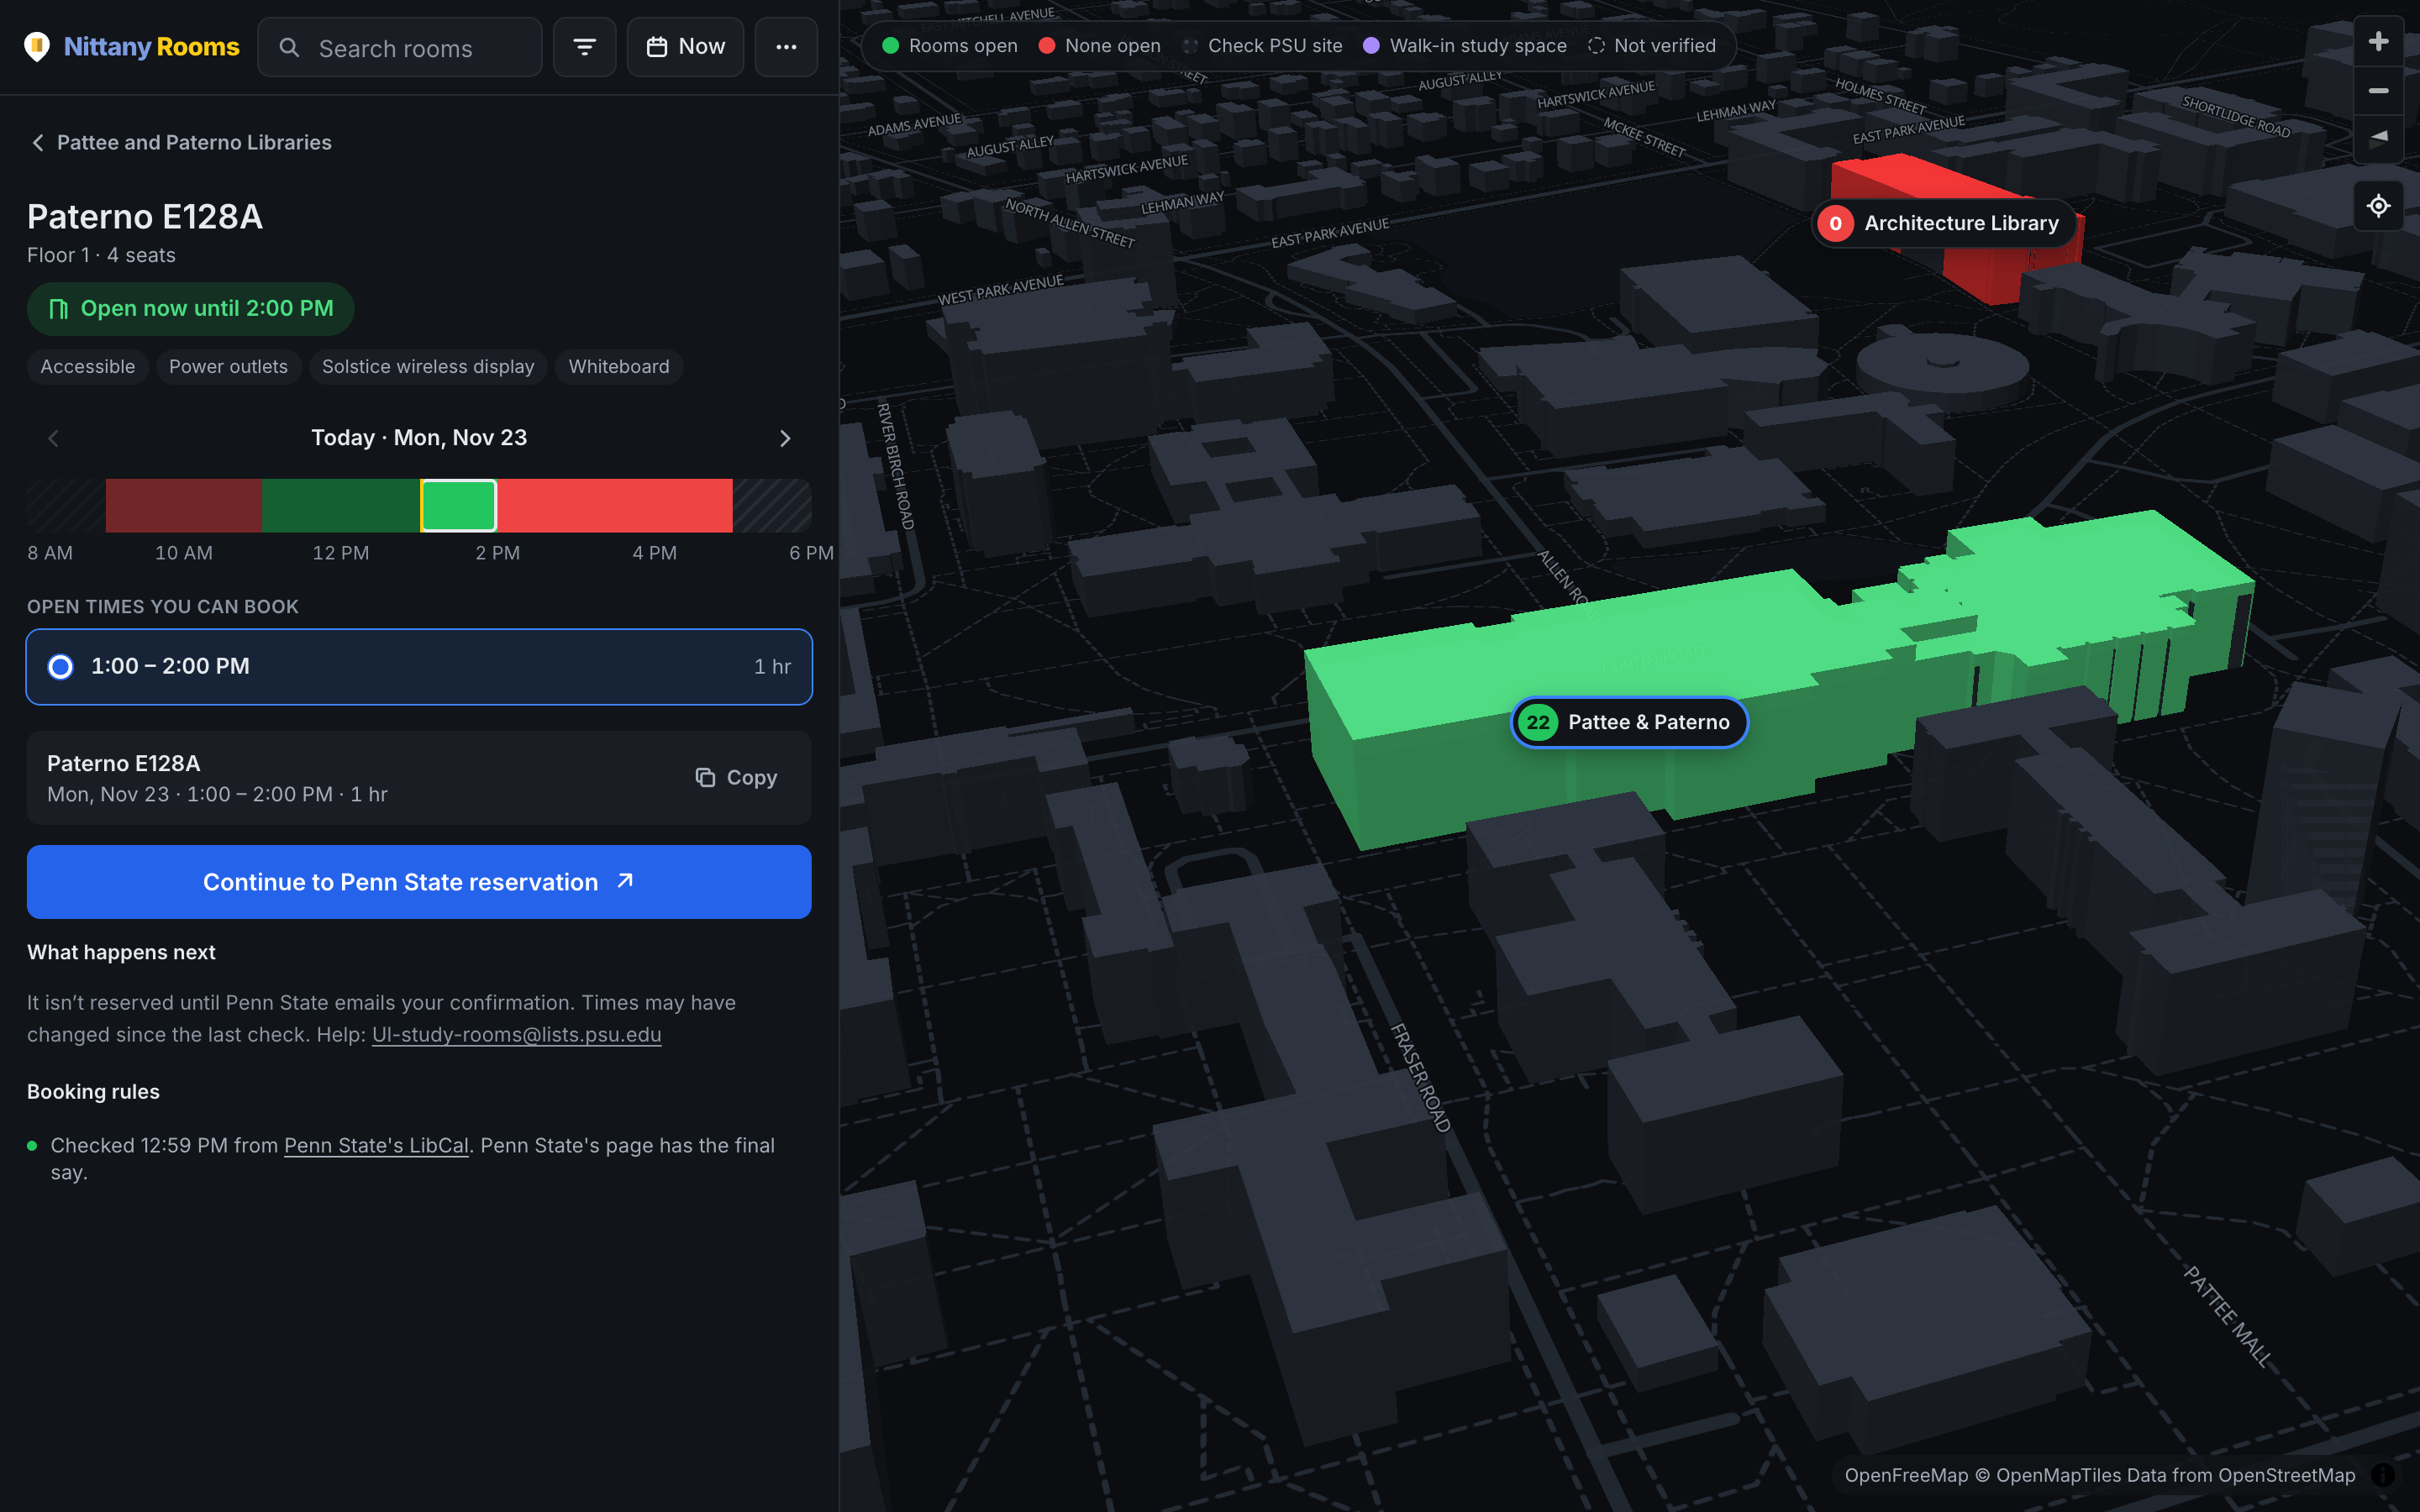 Nittany Rooms
Search rooms
Now
Pattee and Paterno Libraries
Paterno E128A
Floor 1 · 4 seats
Open now until 2:00 PM
Accessible
Power outlets
Solstice wireless display
Whiteboard
Today · Mon, Nov 23
8 AM
10 AM
12 PM
2 PM
4 PM
6 PM
OPEN TIMES YOU CAN BOOK
1:00 – 2:00 PM
1 hr
Paterno E128A
Mon, Nov 23 · 1:00 – 2:00 PM · 1 hr
Copy
Continue to Penn State reservation
What happens next
It isn’t reserved until Penn State emails your confirmation. Times may have
changed since the last check. Help: Ul-study-rooms@lists.psu.edu
Booking rules
Checked 12:59 PM from Penn State's LibCal. Penn State's page has the final
say.
Rooms open
None open
Check PSU site
Walk-in study space
Not verified
AUGUST ALLEY
HARTSWICK AVENUE
LEHMAN WAY
HOLMES STREET
SHORTLIDGE ROAD
ADAMS AVENUE
AUGUST ALLEY
MCKEE STREET
EAST PARK AVENUE
HARTSWICK AVENUE
LEHMAN WAY
NORTH ALLEN STREET
EAST PARK AVENUE
0 Architecture Library
WEST PARK AVENUE
RIVER BIRCH ROAD
ALLEN ROAD
22 Pattee & Paterno
FRASER ROAD
PATTEE MALL
OpenFreeMap © OpenMapTiles Data from OpenStreetMap